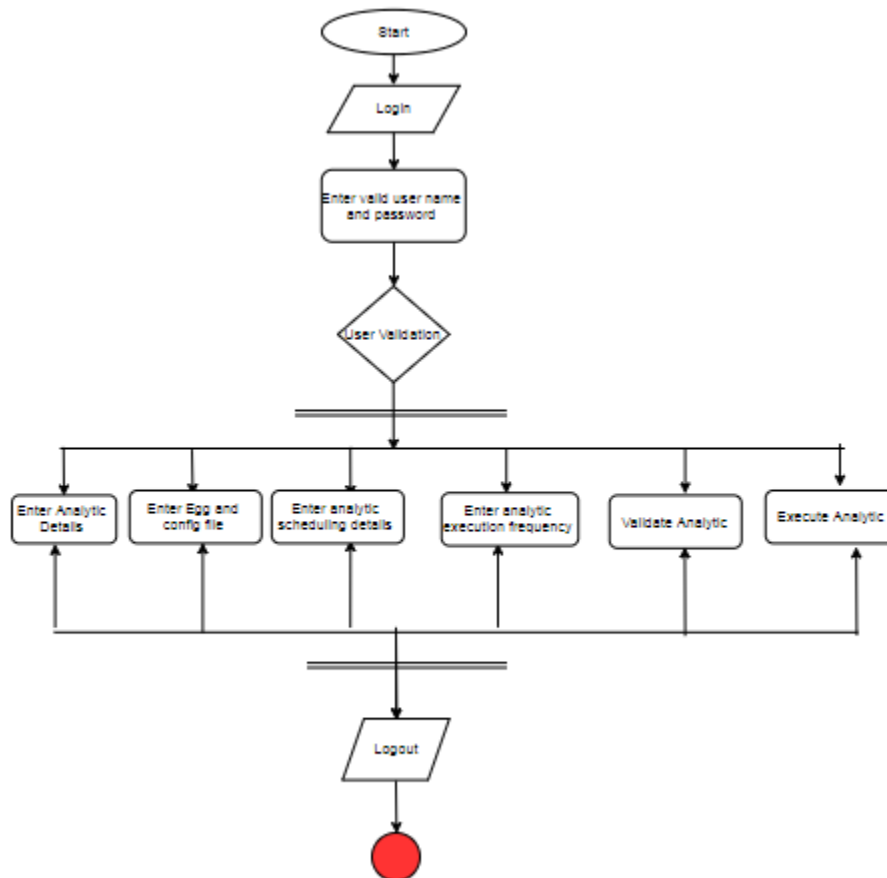 Start
Login
Enter valid user name
and password
User Validation
Enter Analytic
Details
Enter Egg and
config file
Enter analytic
scheduling details
Enter analytic
execution frequency
Validate Analytic
Execute Analytic
Logout